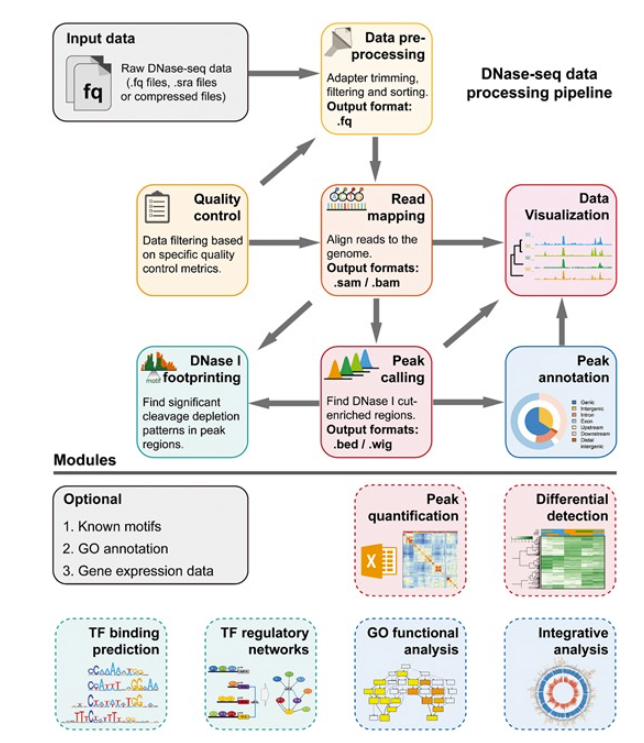 Input data
fq
Raw DNase-seq data
(.fq files, .sra files
or compressed files)
Data pre-
processing
Adapter trimming,
filtering and sorting.
Output format:
.fq
DNase-seq data
processing pipeline
Quality
control
Data filtering based
on specific quality
control metrics.
Read
mapping
Align reads to the
genome.
Output formats:
.sam / .bam
Data
Visualization
DNase I
footprinting
motif
Find significant
cleavage depletion
patterns in peak
regions.
Peak
calling
Find DNase I cut-
enriched regions.
Output formats:
.bed / .wig
Peak
annotation
Genic
Intergenic
Intron
Exon
Upstream
Downstream
Distal
intergenic
Modules
Optional
1. Known motifs
2. GO annotation
3. Gene expression data
Peak
quantification
X
Differential
detection
TF binding
prediction
TF regulatory
networks
GO functional
analysis
Integrative
analysis